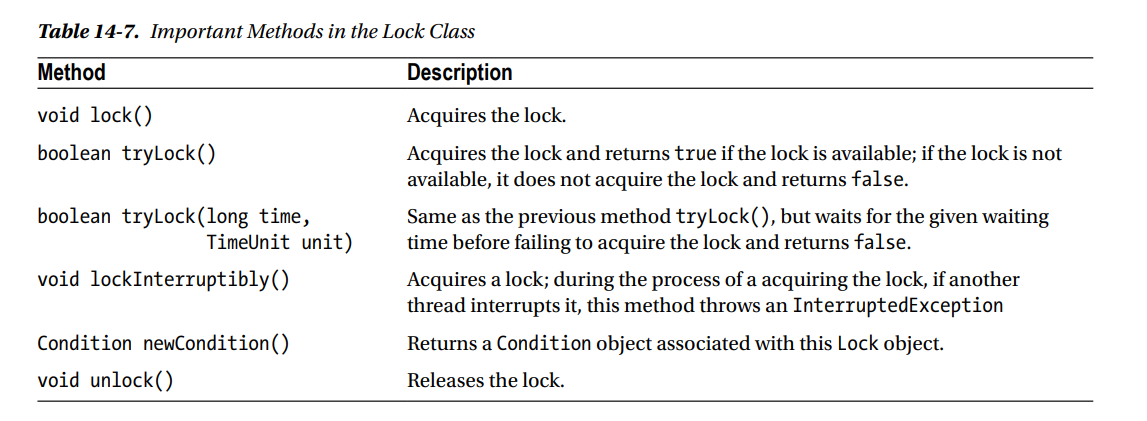 Table 14-7. Important Methods in the Lock Class
Method Description
void lock() Acquires the lock.
boolean tryLock() Acquires the lock and returns true if the lock is available; if the lock is not
available, it does not acquire the lock and returns false.
boolean tryLock(long time, Same as the previous method tryLock(), but waits for the given waiting
TimeUnit unit) time before failing to acquire the lock and returns false.
void lockInterruptibly() Acquires a lock; during the process of a acquiring the lock, if another
thread interrupts it, this method throws an InterruptedException
Condition newCondition() Returns a Condition object associated with this Lock object.
void unlock() Releases the lock.